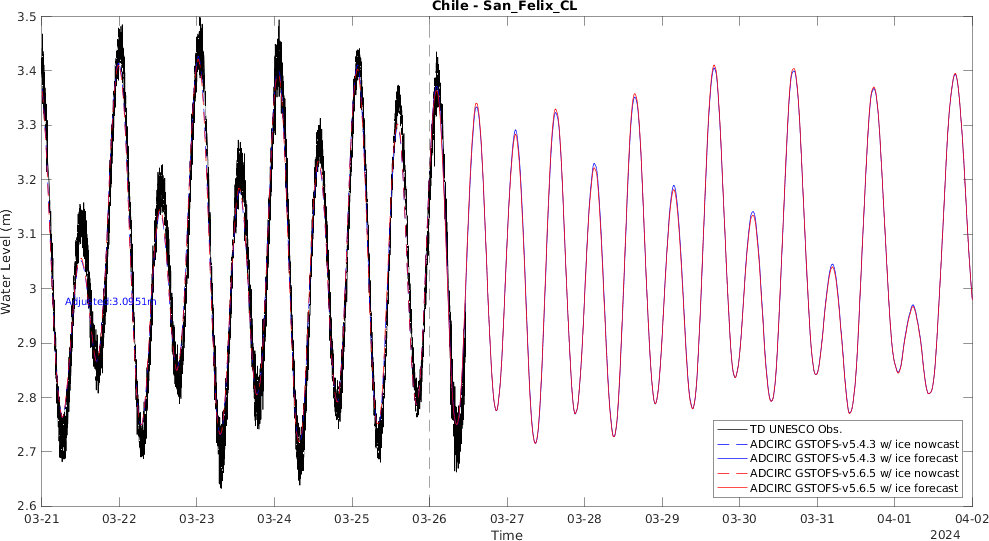 Chile - San_Felix_CL
3.5
3.4
3.3
3.2
3.1
3
2.9
2.8
2.7
2.6
Water Level (m)
Adjusted:3.0951m
TD UNESCO Obs.
ADCIRC GSTOFS-v5.4.3 w/ ice nowcast
ADCIRC GSTOFS-v5.4.3 w/ ice forecast
ADCIRC GSTOFS-v5.6.5 w/ ice nowcast
ADCIRC GSTOFS-v5.6.5 w/ ice forecast
03-21 03-22 03-23 03-24 03-25 03-26 03-27 03-28 03-29 03-30 03-31 04-01 04-02
Time
2024